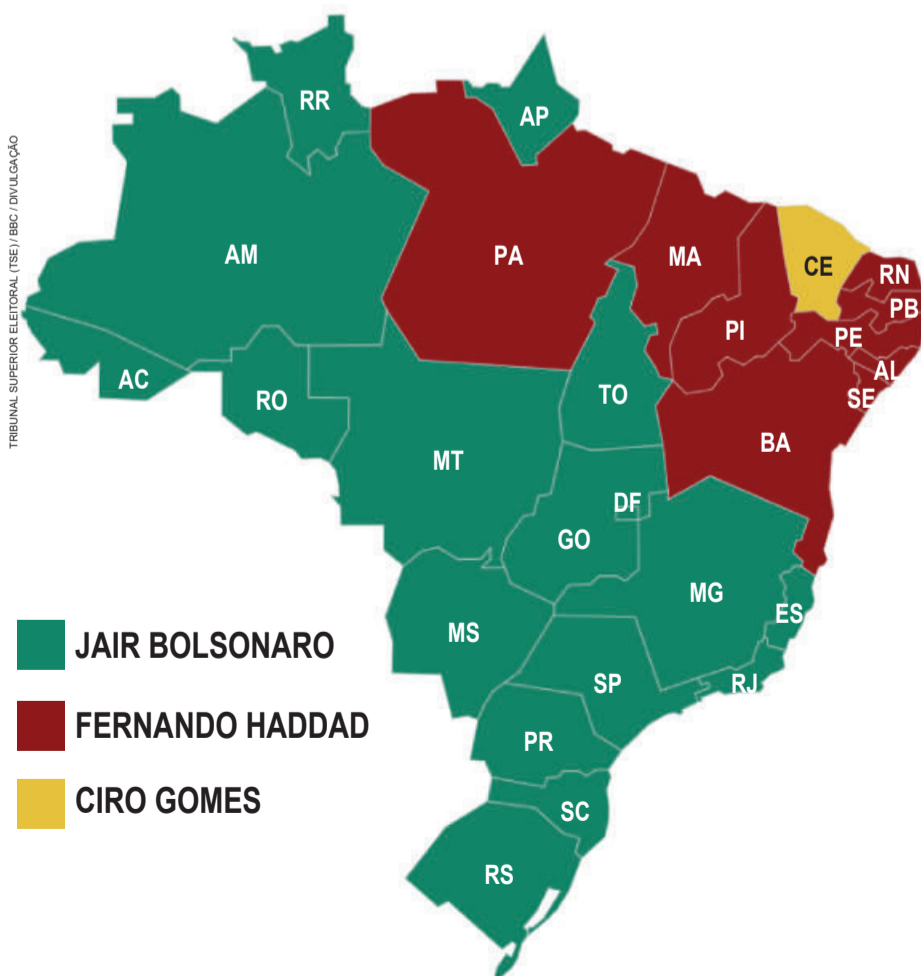 TRIBUNAL SUPERIOR ELEITORAL (TSE) / BBC / DIVULGAÇÃO
RR
AP
AM
PA
MA
CE
RN
PB
PI
PE
AL
SE
AC
RO
TO
BA
MT
DF
GO
MG
ES
MS
SP
RJ
PR
SC
RS
JAIR BOLSONARO
FERNANDO HADDAD
CIRO GOMES